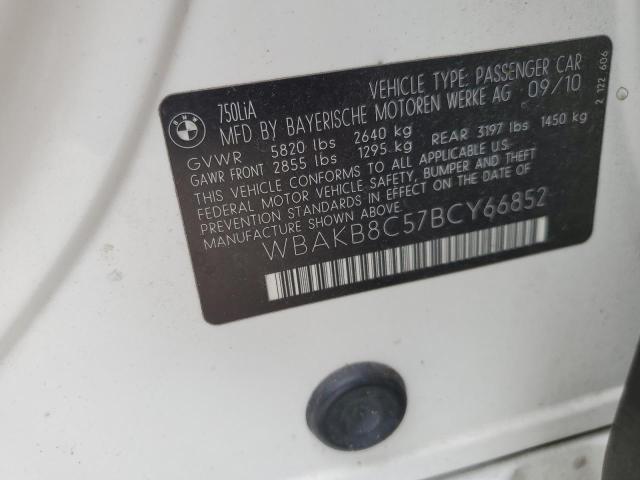 BMW
750LiA VEHICLE TYPE: PASSENGER CAR
MFD BY BAYERISCHE MOTOREN WERKE AG 09/10
GVWR 5820 lbs 2640 kg
GAWR FRONT 2855 lbs 1295 kg REAR 3197 lbs 1450 kg
THIS VEHICLE CONFORMS TO ALL APPLICABLE U.S.
FEDERAL MOTOR VEHICLE SAFETY, BUMPER AND THEFT
PREVENTION STANDARDS IN EFFECT ON THE DATE OF
MANUFACTURE SHOWN ABOVE.
WBAKB8C57BCY66852
2 122 606